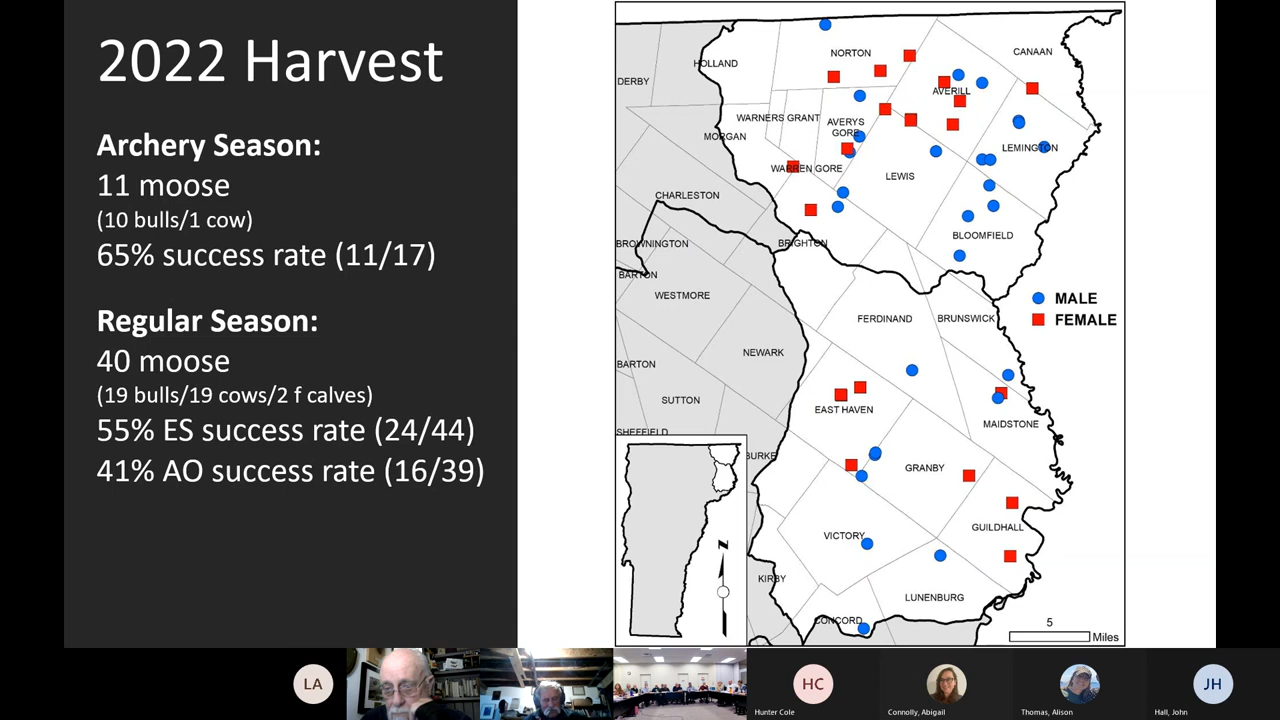 2022 Harvest
Archery Season:
11 moose
(10 bulls/1 cow)
65% success rate (11/17)
Regular Season:
40 moose
(19 bulls/19 cows/2 f calves)
55% ES success rate (24/44)
41% AO success rate (16/39)
NORTON
CANAAN
HOLLAND
DERBY
AVERILL
WARNERS GRANT
AVERYS
GORE
MORGAN
LEMINGTON
WARREN GORE
LEWIS
CHARLESTON
BLOOMFIELD
BROWNINGTON
BRIGHTON
BARTON
WESTMORE
MALE
FEMALE
FERDINAND
BRUNSWICK
NEWARK
BARTON
SUTTON
EAST HAVEN
MAIDSTONE
SHEFFIELD
BURKE
GRANBY
GUILDHALL
VICTORY
N
KIRBY
LUNENBURG
CONCORD
5
Miles
LA
HC
JH
Hunter Cole
Connolly, Abigail
Thomas, Alison
Hall, John